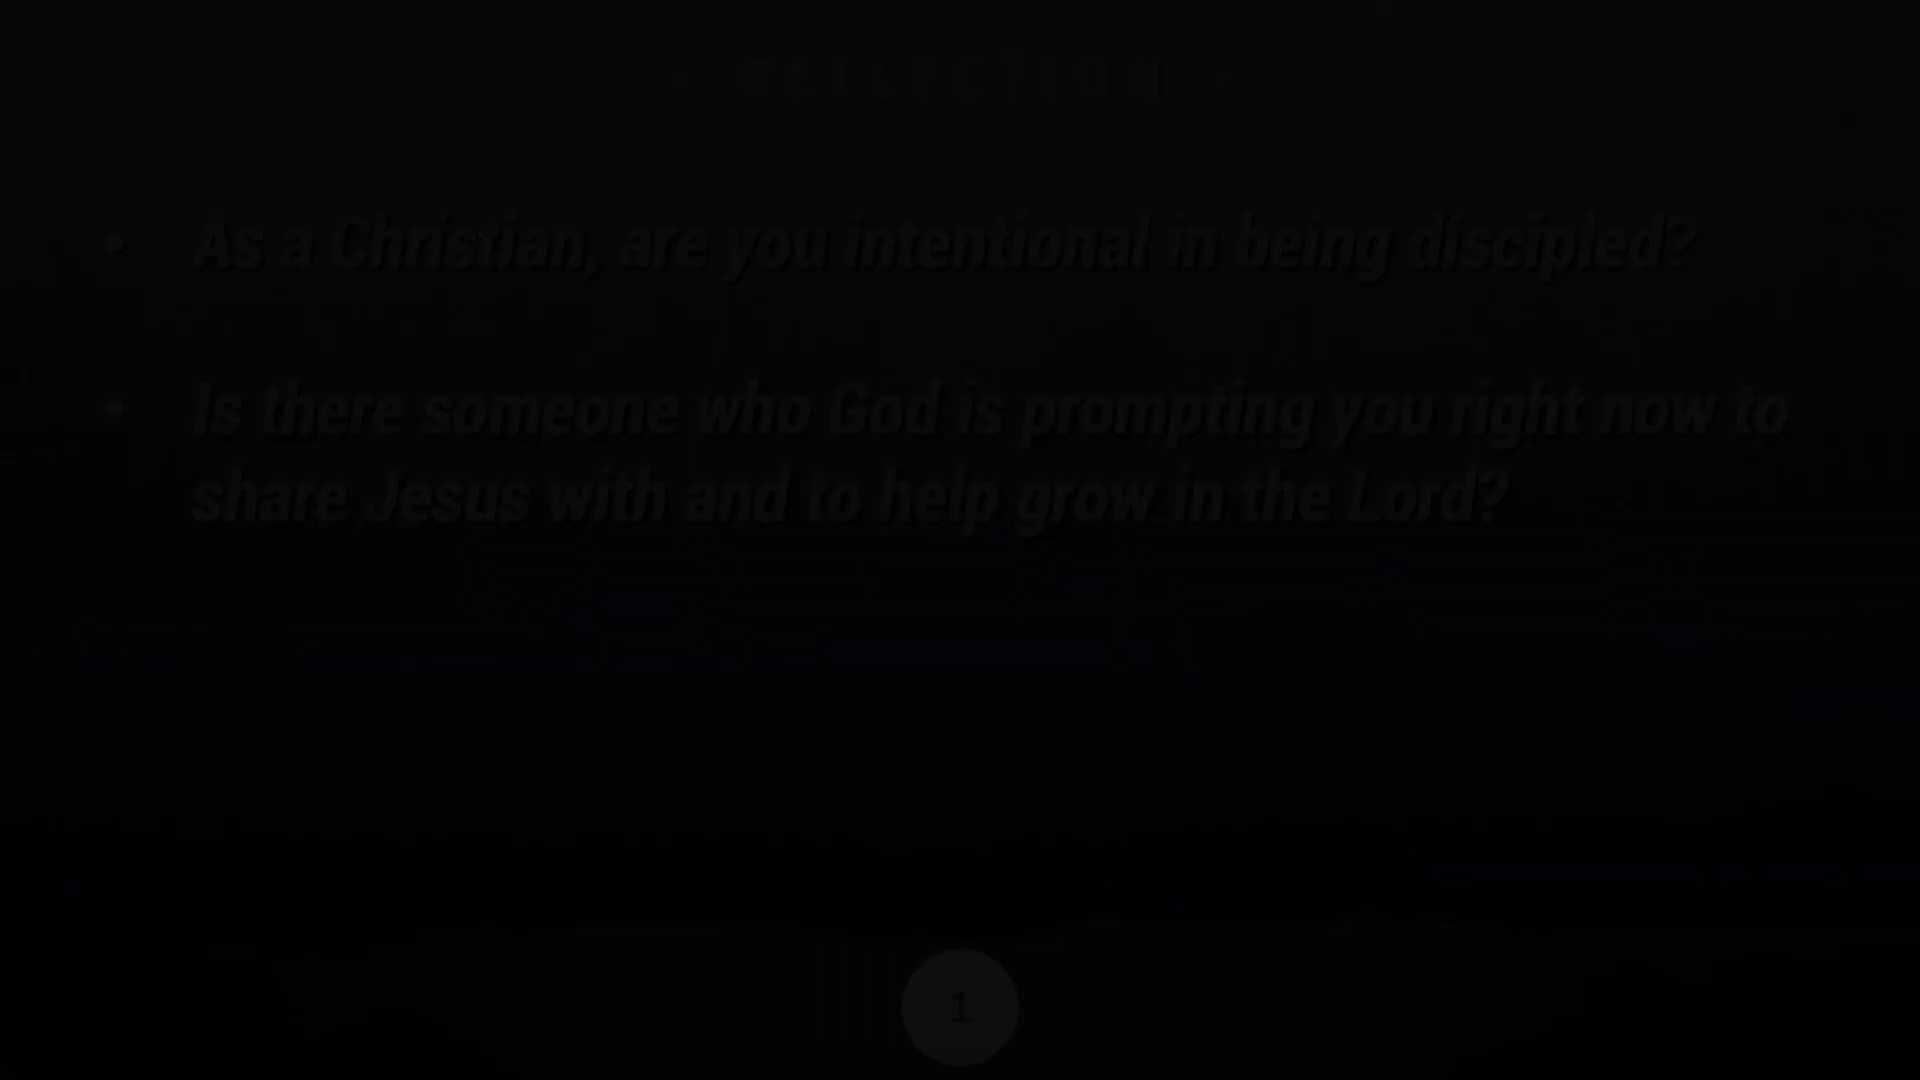 REFLECTION
• As a Christian, are you intentional in being discipled?
• Is there someone who God is prompting you right now to
share Jesus with and to help grow in the Lord?
1